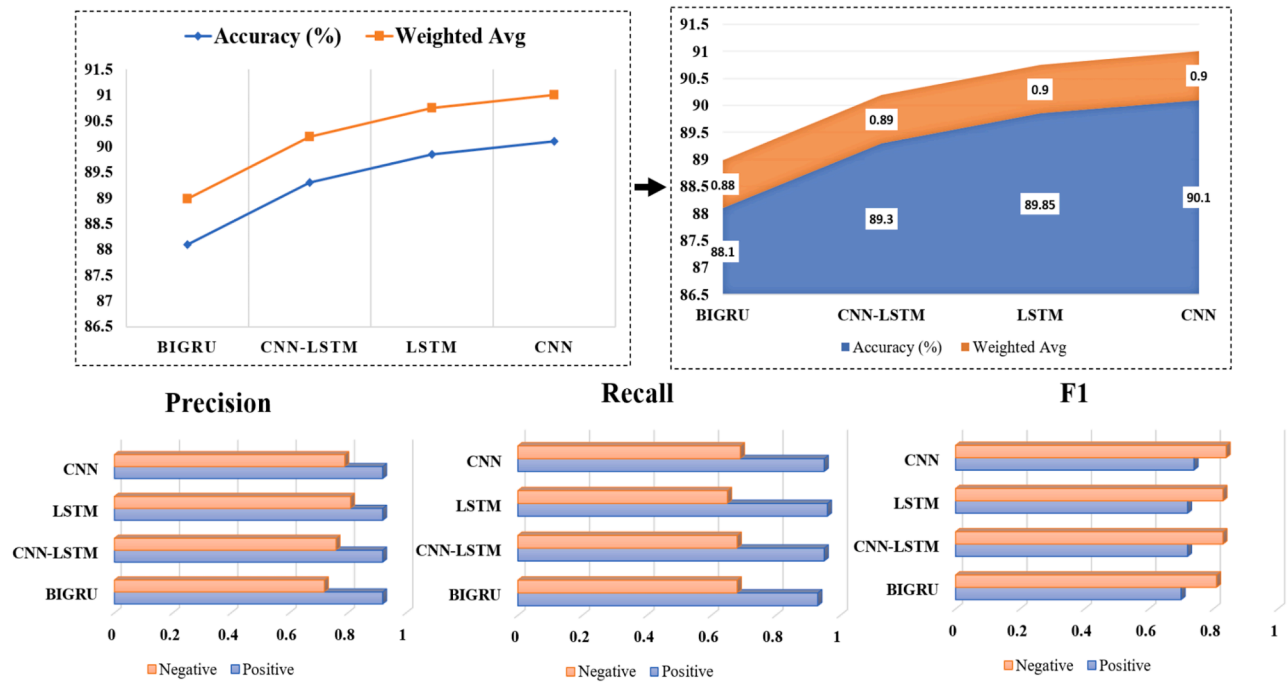 Accuracy (%) Weighted Avg
91.5
91
90.5
90
89.5
89
88.5
88
87.5
87
86.5
BIGRU CNN-LSTM LSTM CNN
91.5
91
90.5
90
89.5
89
88.5
88
87.5
87
86.5
0.88 0.89 0.9 0.9
88.1 89.3 89.85 90.1
BIGRU CNN-LSTM LSTM CNN
Accuracy (%) Weighted Avg
Precision
CNN
LSTM
CNN-LSTM
BIGRU
0 0.2 0.4 0.6 0.8 1
Negative Positive
Recall
CNN
LSTM
CNN-LSTM
BIGRU
0 0.2 0.4 0.6 0.8 1
Negative Positive
F1
CNN
LSTM
CNN-LSTM
BIGRU
0 0.2 0.4 0.6 0.8 1
Negative Positive